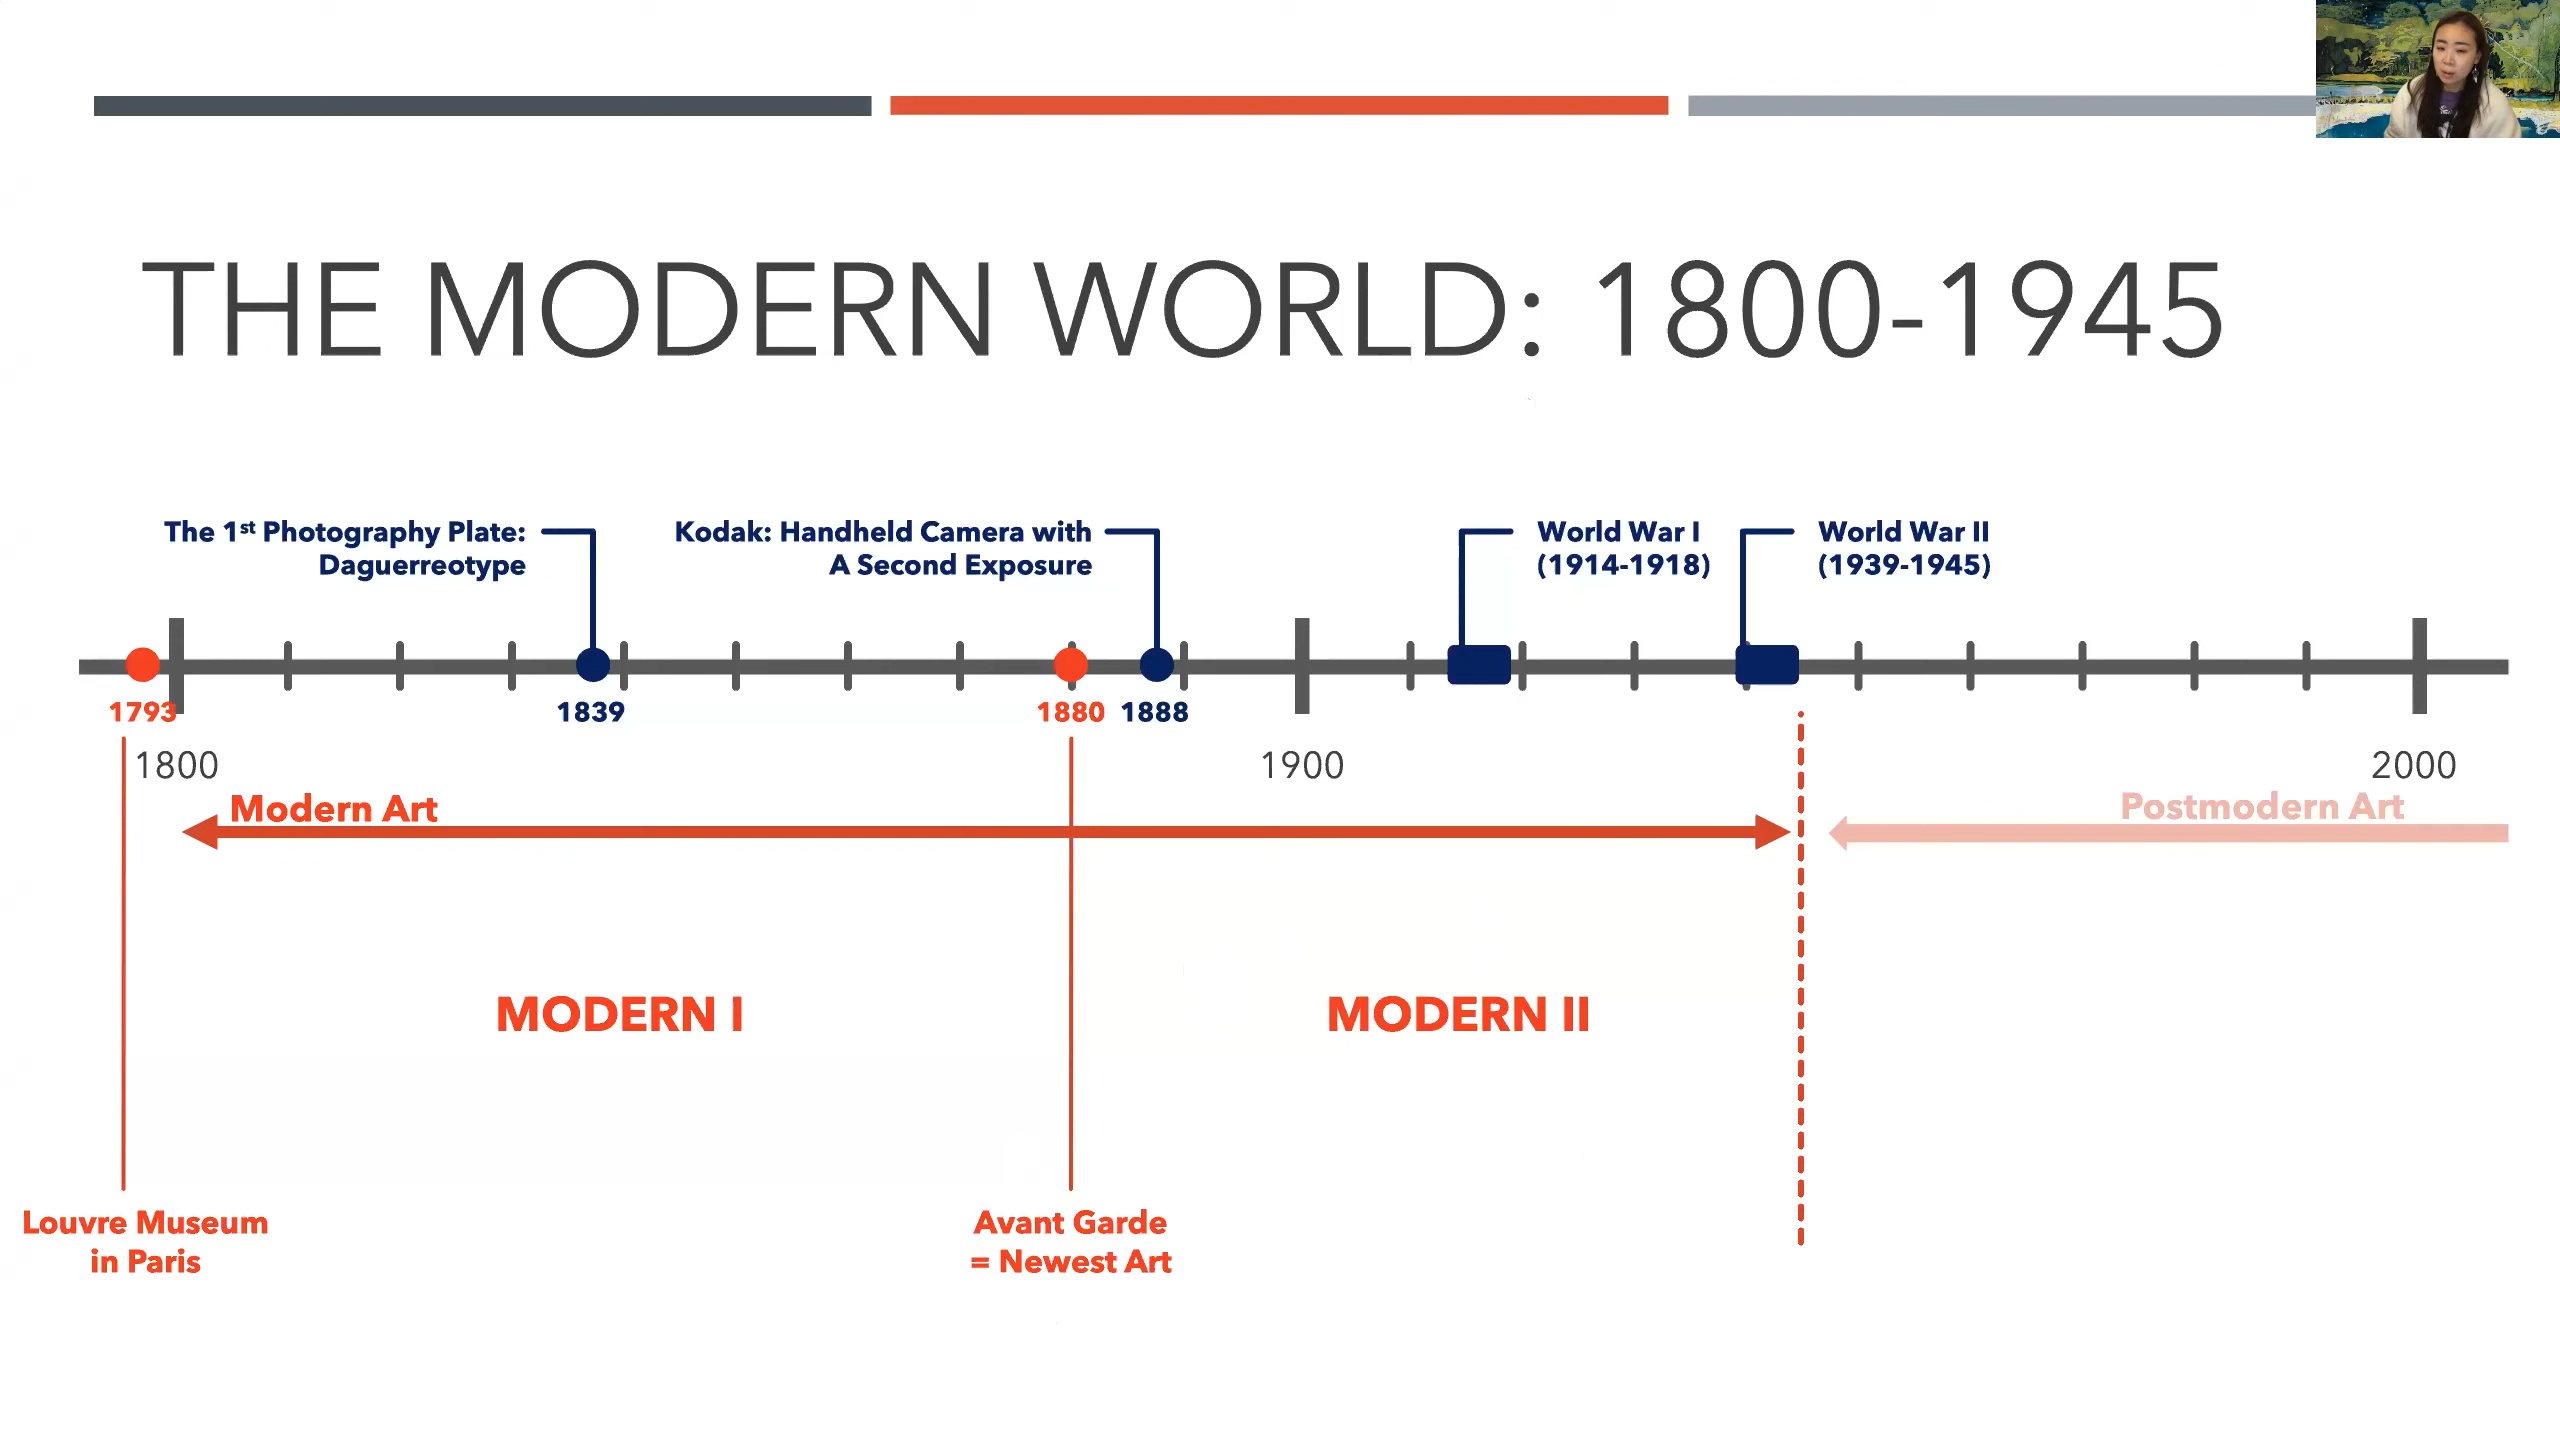 THE MODERN WORLD: 1800-1945
The 1st Photography Plate:
Daguerreotype
Kodak: Handheld Camera with
A Second Exposure
World War I
(1914-1918)
World War II
(1939-1945)
1793
1839
1880
1888
1800
1900
2000
Modern Art
Postmodern Art
MODERN I
MODERN II
Louvre Museum
in Paris
Avant Garde
= Newest Art